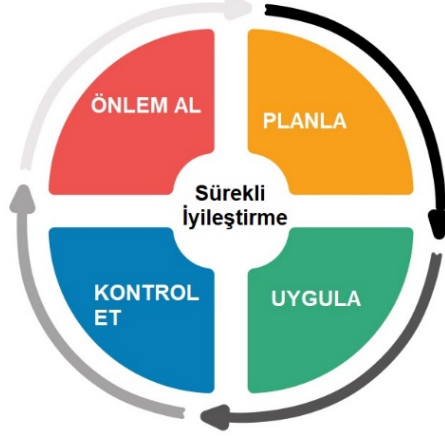 ÖNLEM AL
PLANLA
Sürekli
İyileştirme
KONTROL
ET
UYGULA